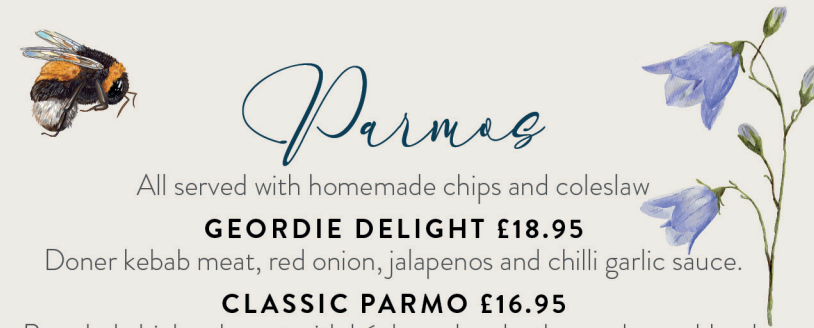 Parmos
All served with homemade chips and coleslaw
GEORDIE DELIGHT £18.95
Doner kebab meat, red onion, jalapenos and chilli garlic sauce.
CLASSIC PARMO £16.95